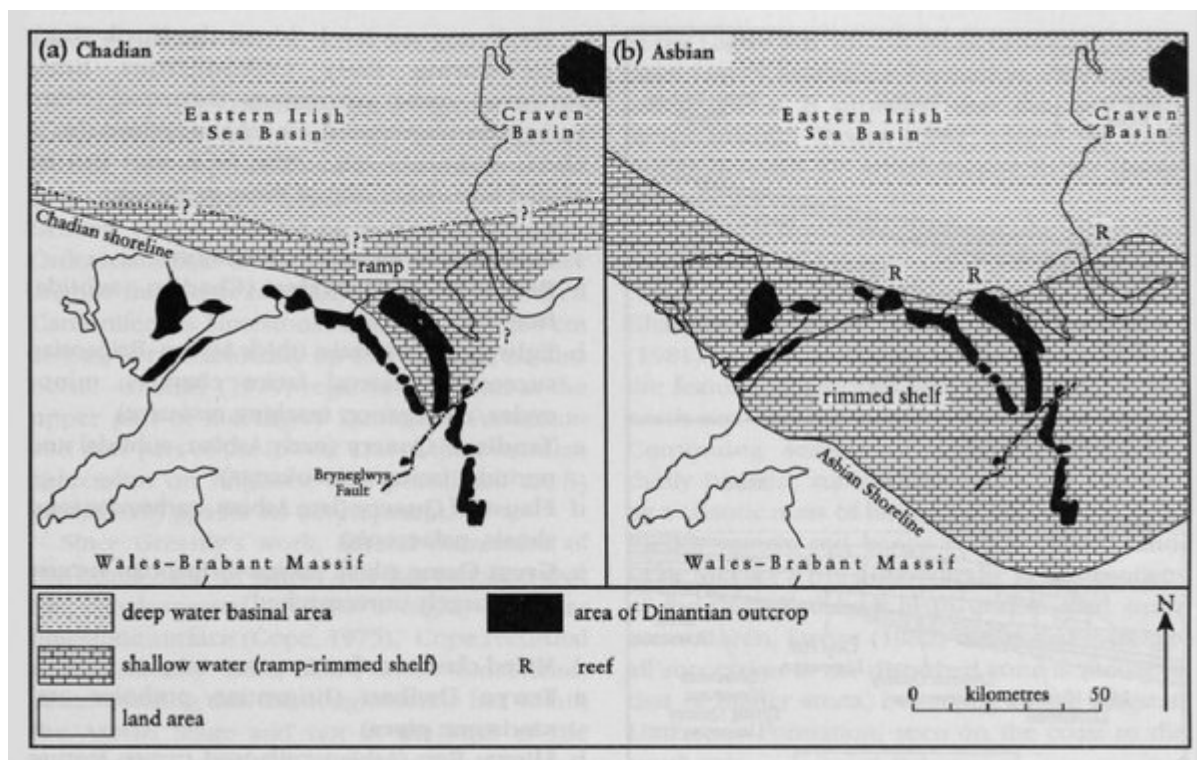 (a) Chadian
Eastern Irish
Sea Basin
Craven
Basin
?
?
?
Chadian shoreline
ramp
?
Bryneglwys
Fault
Wales–Brabant Massif
(b) Asbian
Eastern Irish
Sea Basin
Craven
Basin
R
R
R
rimmed shelf
Asbian Shoreline
Wales–Brabant Massif
deep water basinal area
shallow water (ramp-rimmed shelf)
land area
area of Dinantian outcrop
R reef
N
0 kilometres 50